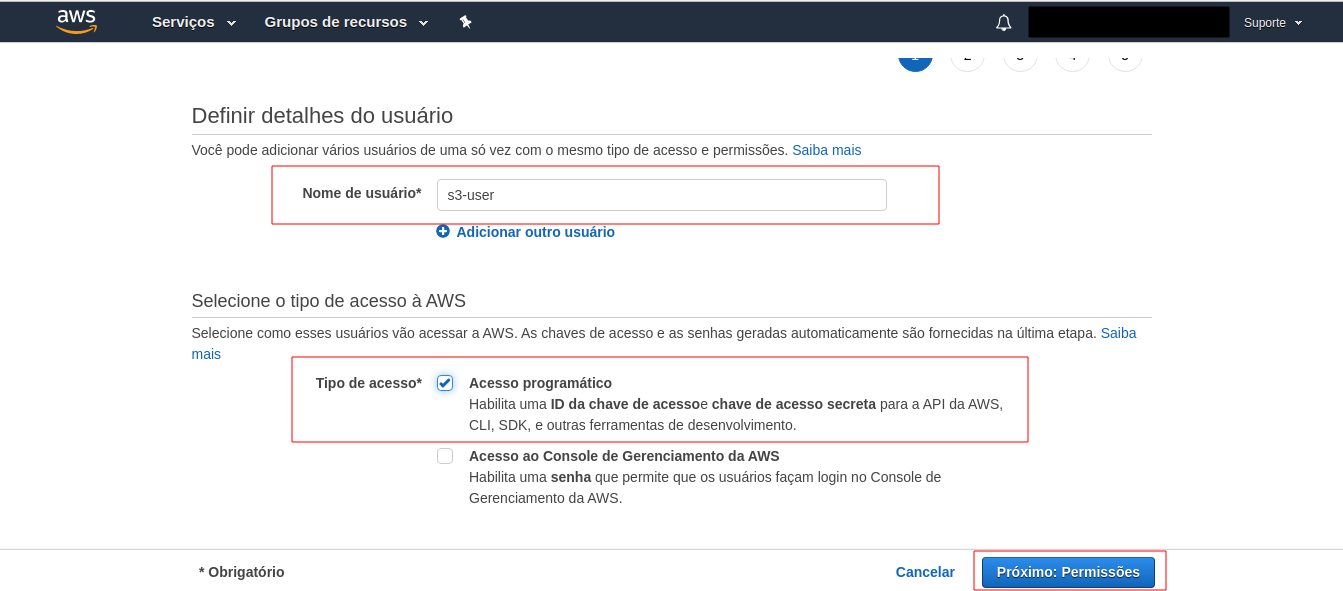 aws Serviços Grupos de recursos Suporte
1 2 3 4 5
Definir detalhes do usuário
Você pode adicionar vários usuários de uma só vez com o mesmo tipo de acesso e permissões. Saiba mais
Nome de usuário* s3-user
Adicionar outro usuário
Selecione o tipo de acesso à AWS
Selecione como esses usuários vão acessar a AWS. As chaves de acesso e as senhas geradas automaticamente são fornecidas na última etapa. Saiba
mais
Tipo de acesso* Acesso programático
Habilita uma ID da chave de acessoe chave de acesso secreta para a API da AWS,
CLI, SDK, e outras ferramentas de desenvolvimento.
Acesso ao Console de Gerenciamento da AWS
Habilita uma senha que permite que os usuários façam login no Console de
Gerenciamento da AWS.
* Obrigatório Cancelar Próximo: Permissões